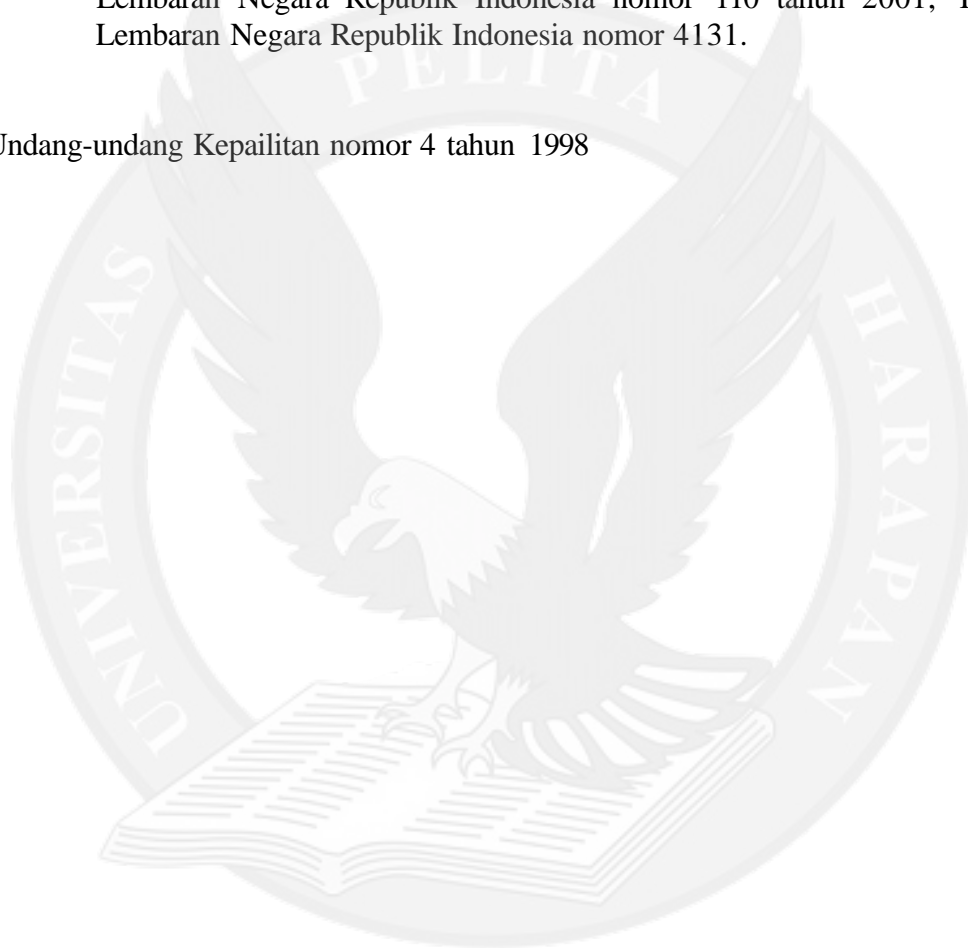 Lembaran Negara Republik Indonesia nomor 110 tahun 2001,
Lembaran Negara Republik Indonesia nomor 4131.
Undang-undang Kepailitan nomor 4 tahun 1998
UNIVERSITAS PELITA HARAPAN